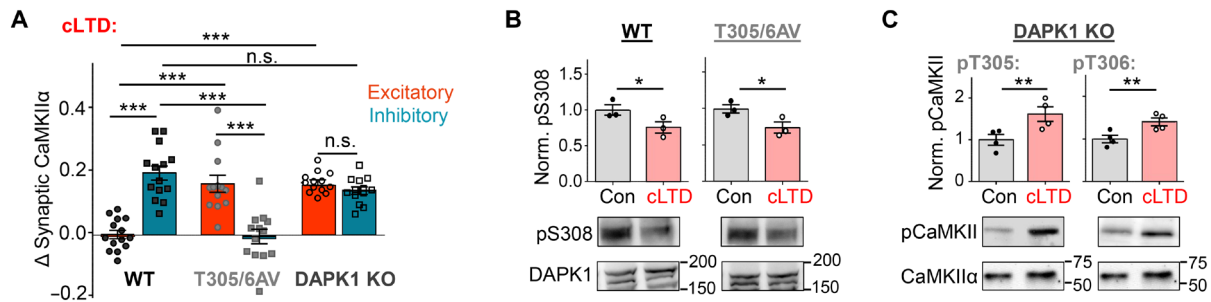 A
cLTD:
***
n.s.
***
***
***
***
n.s.
Excitatory
Inhibitory
Δ Synaptic CaMKIIα
0.4
0.2
0.0
−0.2
WT
T305/6AV
DAPK1 KO
B
WT
T305/6AV
Norm. pS308
1.5
1.0
0.5
0.0
*
*
Con
cLTD
Con
cLTD
pS308
DAPK1
200
150
200
150
C
DAPK1 KO
pT305:
pT306:
Norm. pCaMKII
2
1
0
**
**
Con
cLTD
Con
cLTD
pCaMKII
CaMKIIα
75
50
75
50